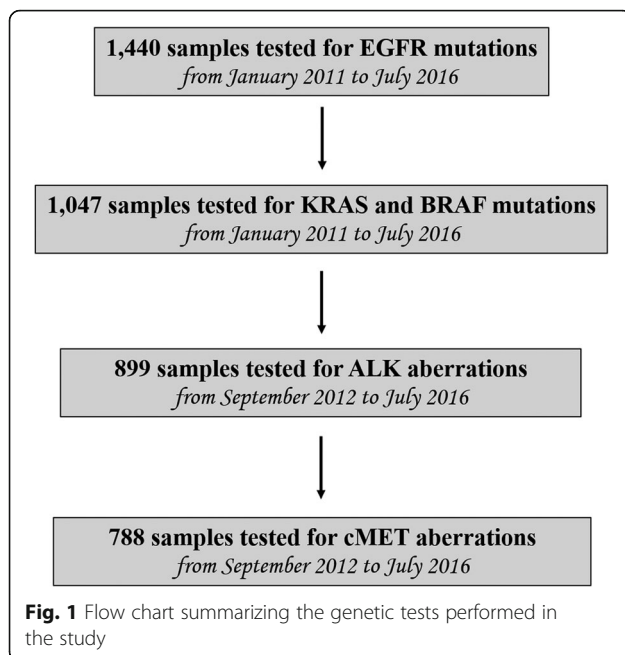 1,440 samples tested for EGFR mutations
from January 2011 to July 2016
1,047 samples tested for KRAS and BRAF mutations
from January 2011 to July 2016
899 samples tested for ALK aberrations
from September 2012 to July 2016
788 samples tested for cMET aberrations
from September 2012 to July 2016
Fig. 1 Flow chart summarizing the genetic tests performed in
the study